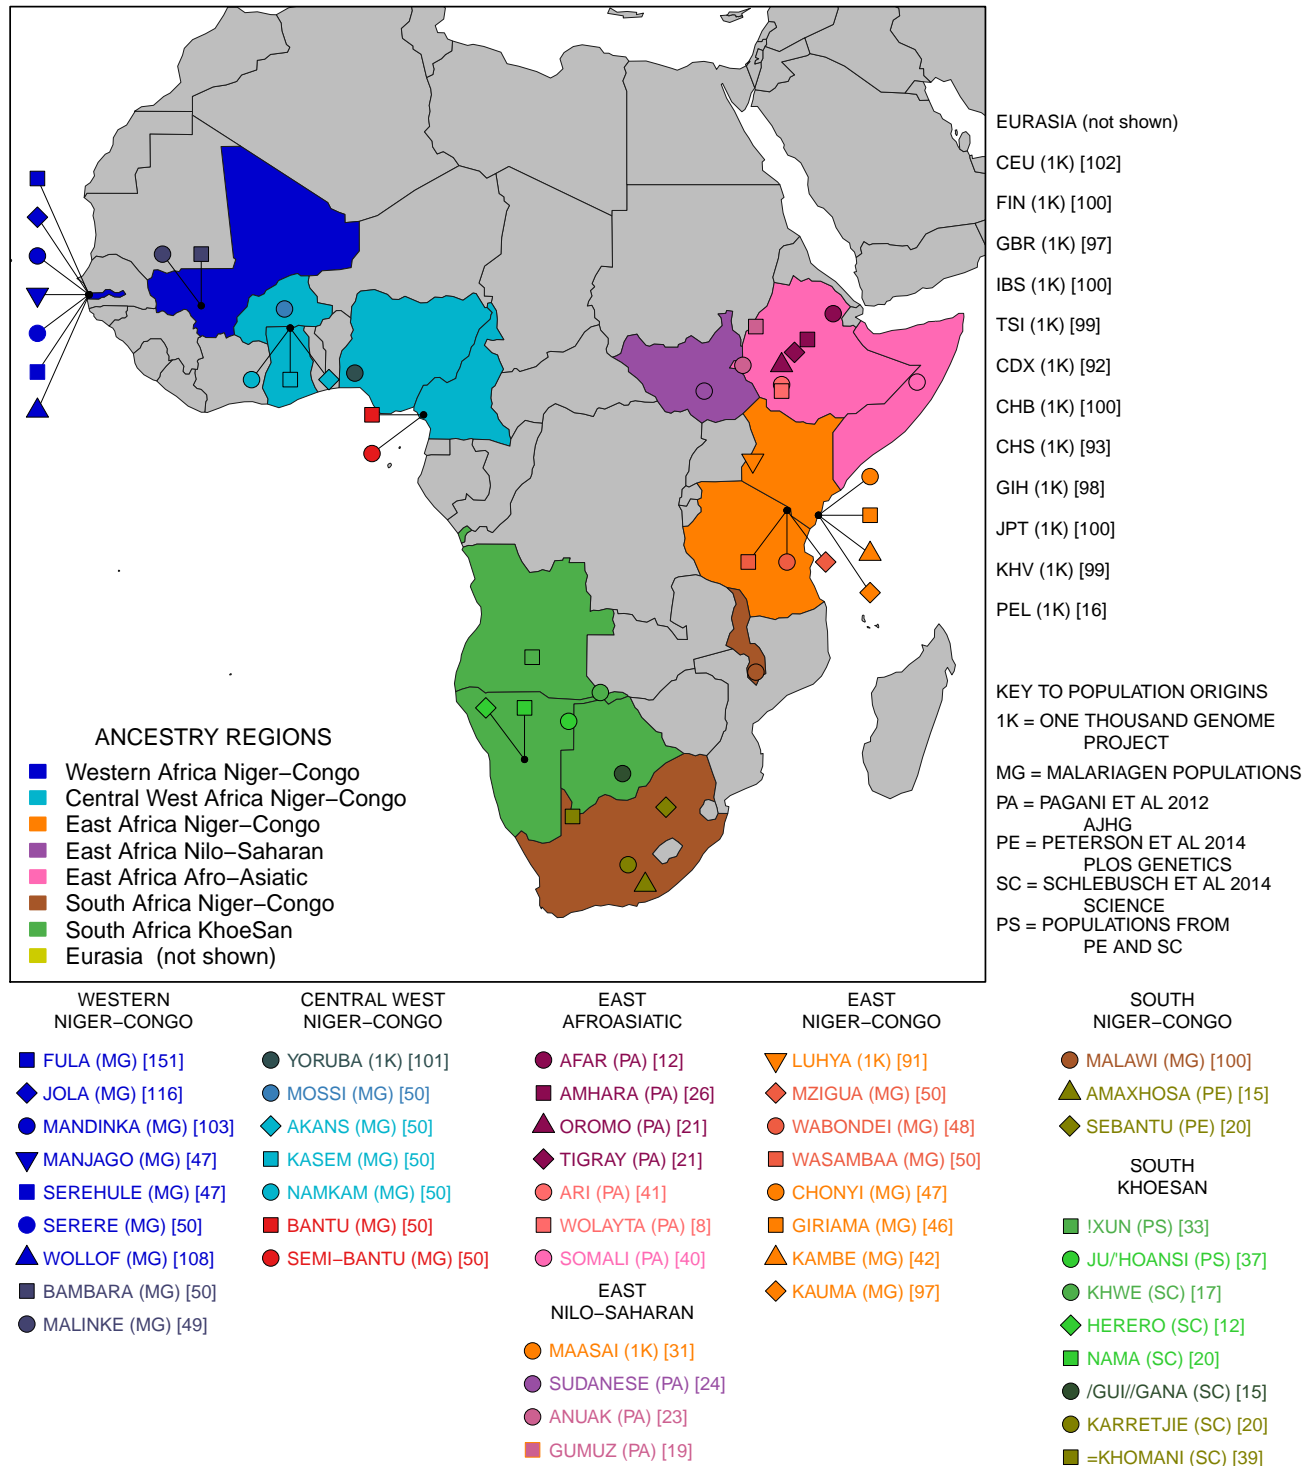 EURASIA (not shown)
CEU (1K) [102]
FIN (1K) [100]
GBR (1K) [97]
IBS (1K) [100]
TSI (1K) [99]
CDX (1K) [92]
CHB (1K) [100]
CHS (1K) [93]
GIH (1K) [98]
JPT (1K) [100]
KHV (1K) [99]
PEL (1K) [16]
KEY TO POPULATION ORIGINS
1K = ONE THOUSAND GENOME
PROJECT
MG = MALARIAGEN POPULATIONS
PA = PAGANI ET AL 2012
AJHG
PE = PETERSON ET AL 2014
PLOS GENETICS
SC = SCHLEBUSCH ET AL 2014
SCIENCE
PS = POPULATIONS FROM
PE AND SC
ANCESTRY REGIONS
Western Africa Niger−Congo
Central West Africa Niger−Congo
East Africa Niger−Congo
East Africa Nilo−Saharan
East Africa Afro−Asiatic
South Africa Niger−Congo
South Africa KhoeSan
Eurasia (not shown)
WESTERN
NIGER−CONGO
FULA (MG) [151]
JOLA (MG) [116]
MANDINKA (MG) [103]
MANJAGO (MG) [47]
SEREHULE (MG) [47]
SERERE (MG) [50]
WOLLOF (MG) [108]
BAMBARA (MG) [50]
MALINKE (MG) [49]
CENTRAL WEST
NIGER−CONGO
YORUBA (1K) [101]
MOSSI (MG) [50]
AKANS (MG) [50]
KASEM (MG) [50]
NAMKAM (MG) [50]
BANTU (MG) [50]
SEMI−BANTU (MG) [50]
EAST
AFROASIATIC
AFAR (PA) [12]
AMHARA (PA) [26]
OROMO (PA) [21]
TIGRAY (PA) [21]
ARI (PA) [41]
WOLAYTA (PA) [8]
SOMALI (PA) [40]
EAST
NILO−SAHARAN
MAASAI (1K) [31]
SUDANESE (PA) [24]
ANUAK (PA) [23]
GUMUZ (PA) [19]
EAST
NIGER−CONGO
LUHYA (1K) [91]
MZIGUA (MG) [50]
WABONDEI (MG) [48]
WASAMBAA (MG) [50]
CHONYI (MG) [47]
GIRIAMA (MG) [46]
KAMBE (MG) [42]
KAUMA (MG) [97]
SOUTH
NIGER−CONGO
MALAWI (MG) [100]
AMAXHOSA (PE) [15]
SEBANTU (PE) [20]
SOUTH
KHOESAN
!XUN (PS) [33]
JU/'HOANSI (PS) [37]
KHWE (SC) [17]
HERERO (SC) [12]
NAMA (SC) [20]
/GUI//GANA (SC) [15]
KARRETJIE (SC) [20]
=KHOMANI (SC) [39]